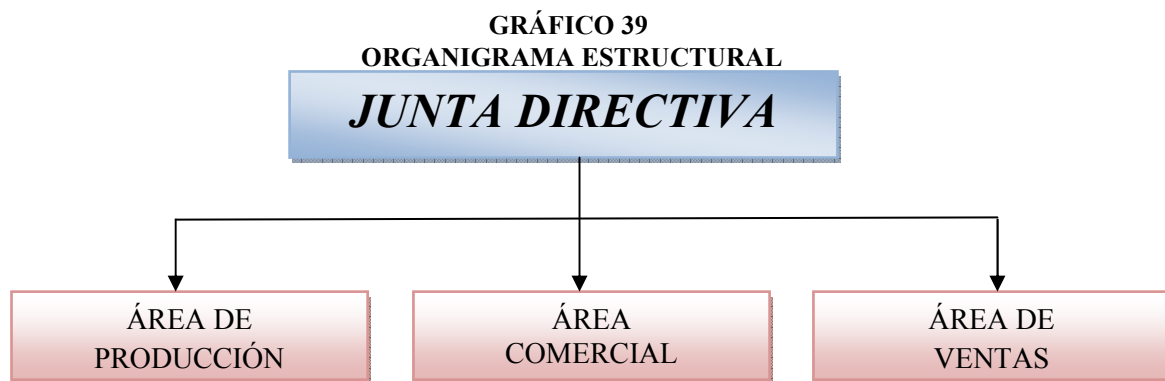 GRÁFICO 39
ORGANIGRAMA ESTRUCTURAL
JUNTA DIRECTIVA
ÁREA DE
PRODUCCIÓN
ÁREA
COMERCIAL
ÁREA DE
VENTAS